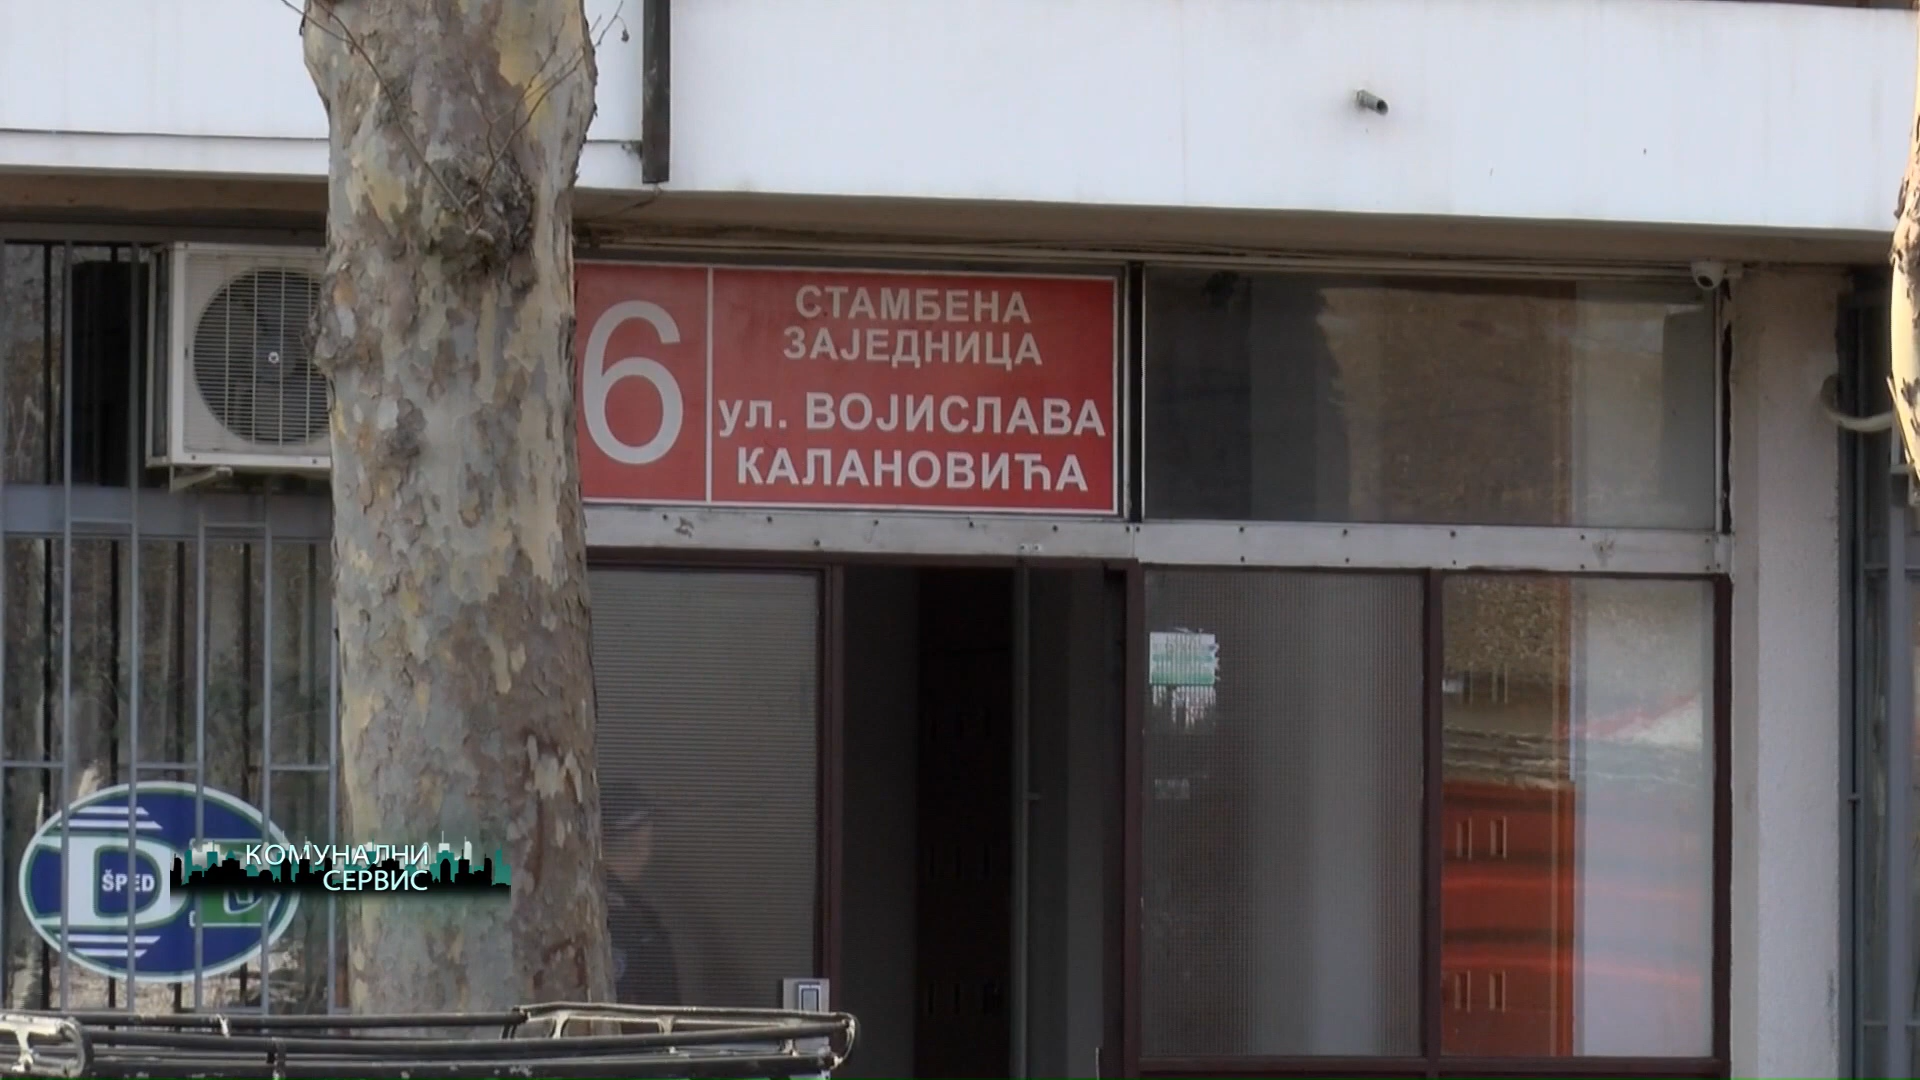 6
СТАМБЕНА
ЗАЈЕДНИЦА
ул. ВОЈИСЛАВА
КАЛАНОВИЋА
D
ŠPED
КОМУНАЛНИ
СЕРВИС